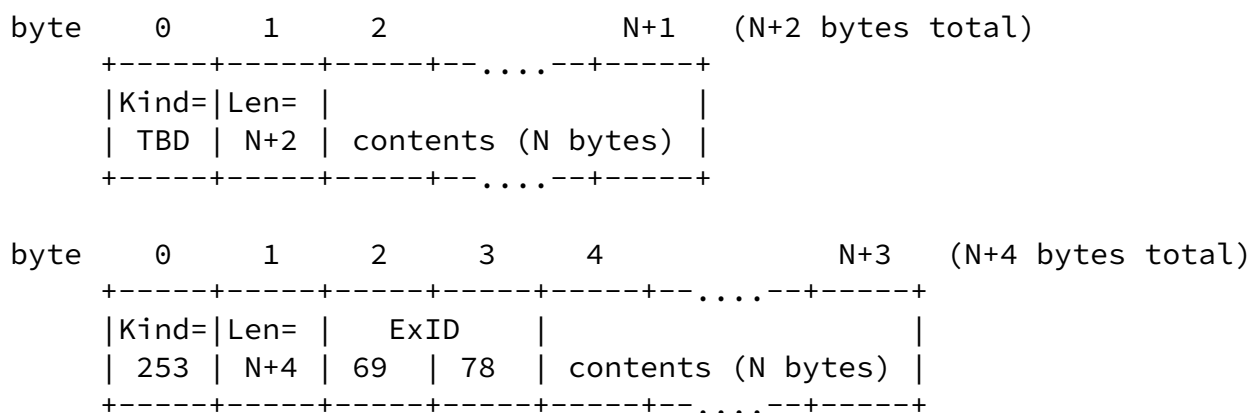 byte    0     1     2             N+1   (N+2 bytes total)
     +-----+-----+-----+--....--+-----+
     |Kind=|Len= |                    |
     | TBD | N+2 | contents (N bytes) |
     +-----+-----+-----+--....--+-----+

byte    0     1     2     3     4             N+3   (N+4 bytes total)
     +-----+-----+-----+-----+-----+--....--+-----+
     |Kind=|Len= |   ExID    |                    |
     | 253 | N+4 | 69  | 78  | contents (N bytes) |
     +-----+-----+-----+-----+-----+--....--+-----+